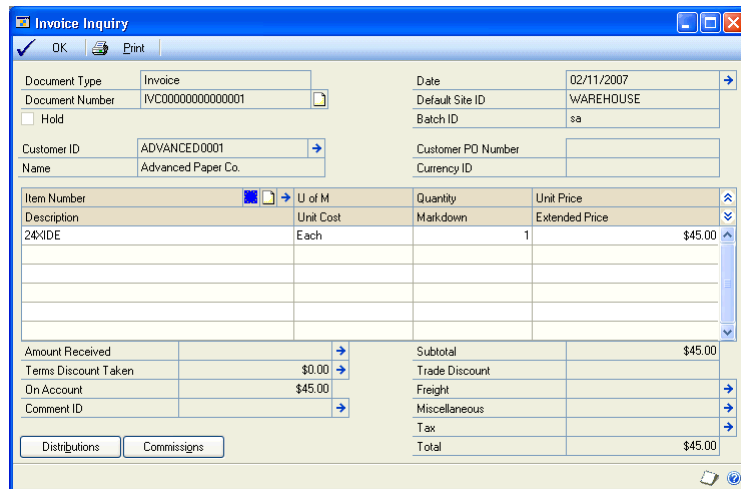 Invoice Inquiry
OK Print
Document Type Invoice Date 02/11/2007
Document Number IVC00000000000001 Default Site ID WAREHOUSE
Hold Batch ID sa
Customer ID ADVANCED0001 Customer PO Number
Name Advanced Paper Co. Currency ID
Item Number U of M Quantity Unit Price
Description Unit Cost Markdown Extended Price
24XIDE Each 1 $45.00
Amount Received Subtotal $45.00
Terms Discount Taken $0.00 Trade Discount
On Account $45.00 Freight
Comment ID Miscellaneous
Tax
Distributions Commissions Total $45.00